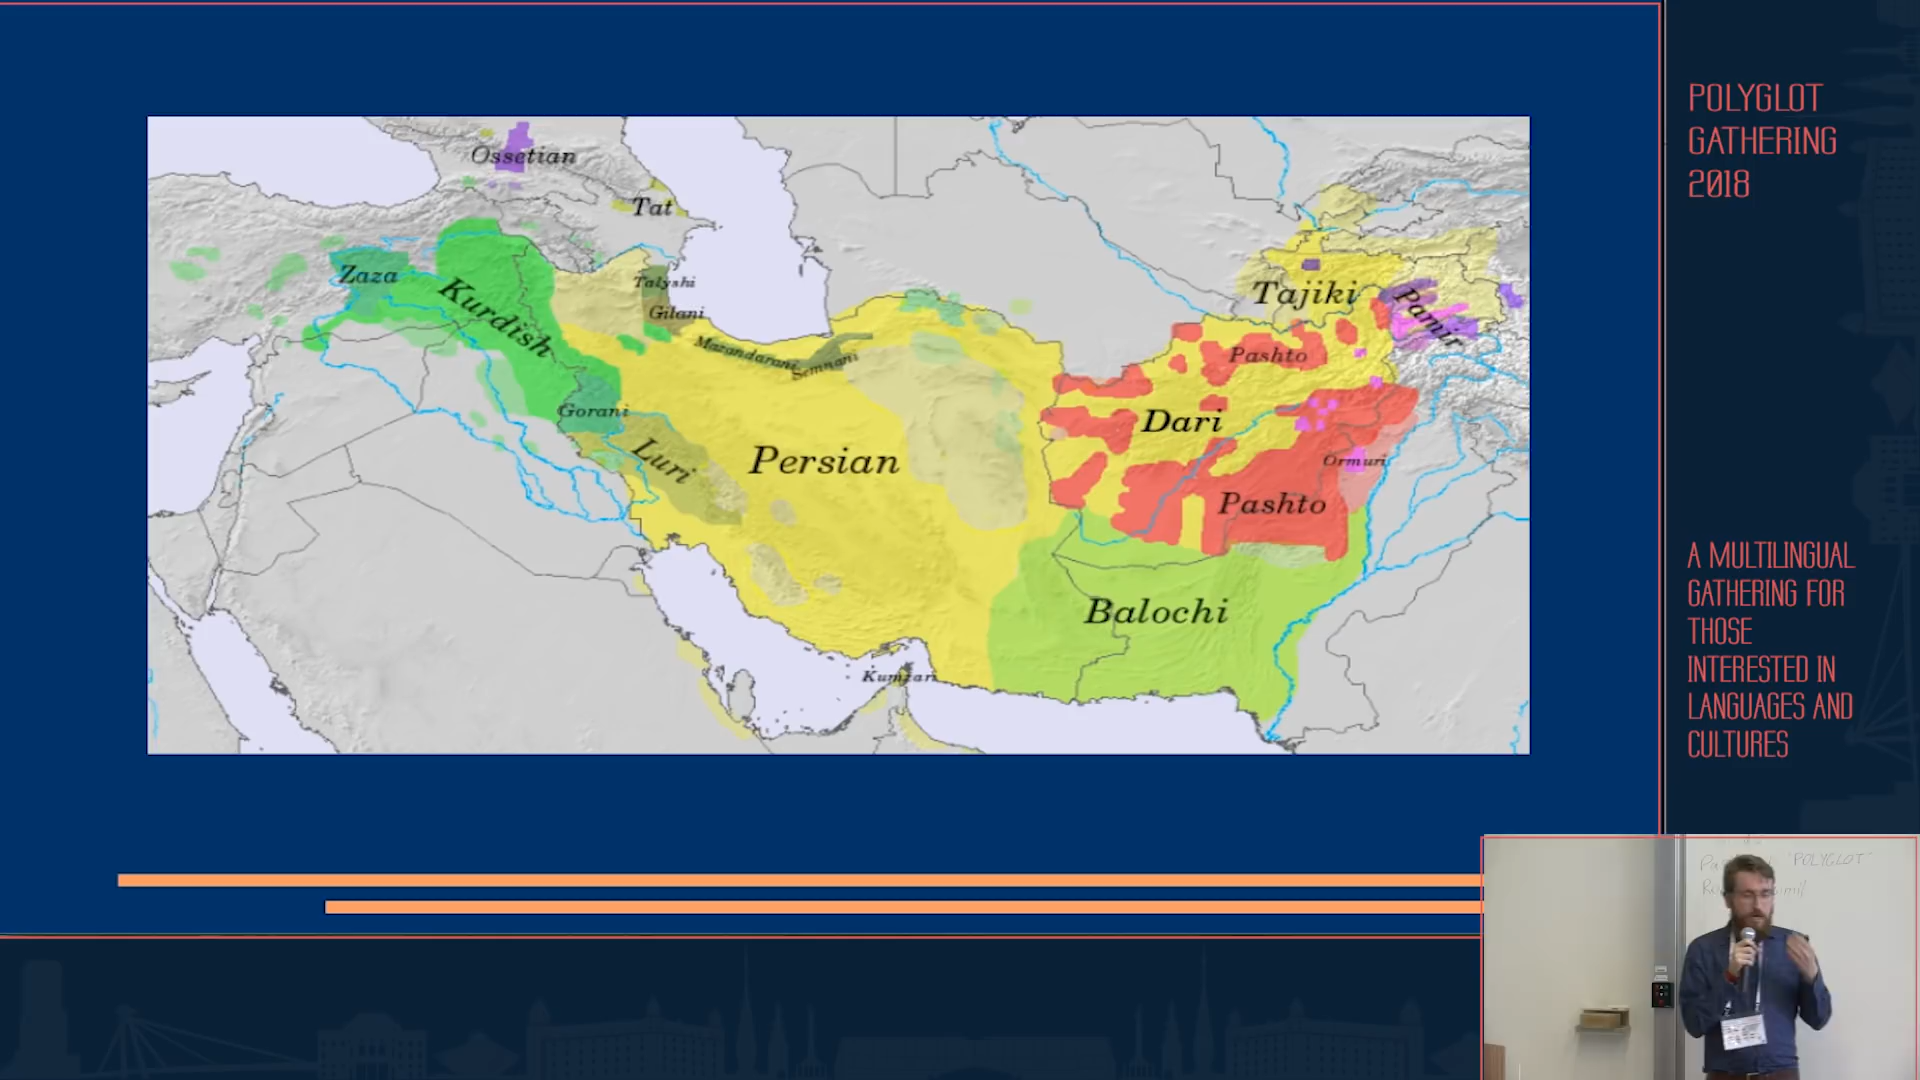 POLYGLOT
GATHERING
2018
Ossetian
Tat
Zaza
Kurdish
Talyshi
Gilani
Mazandarani
Semnani
Gorani
Luri
Persian
Kumzari
Tajiki
Pamir
Pashto
Dari
Ormuri
Pashto
Balochi
A MULTILINGUAL
GATHERING FOR
THOSE
INTERESTED IN
LANGUAGES AND
CULTURES
"POLYGLOT"